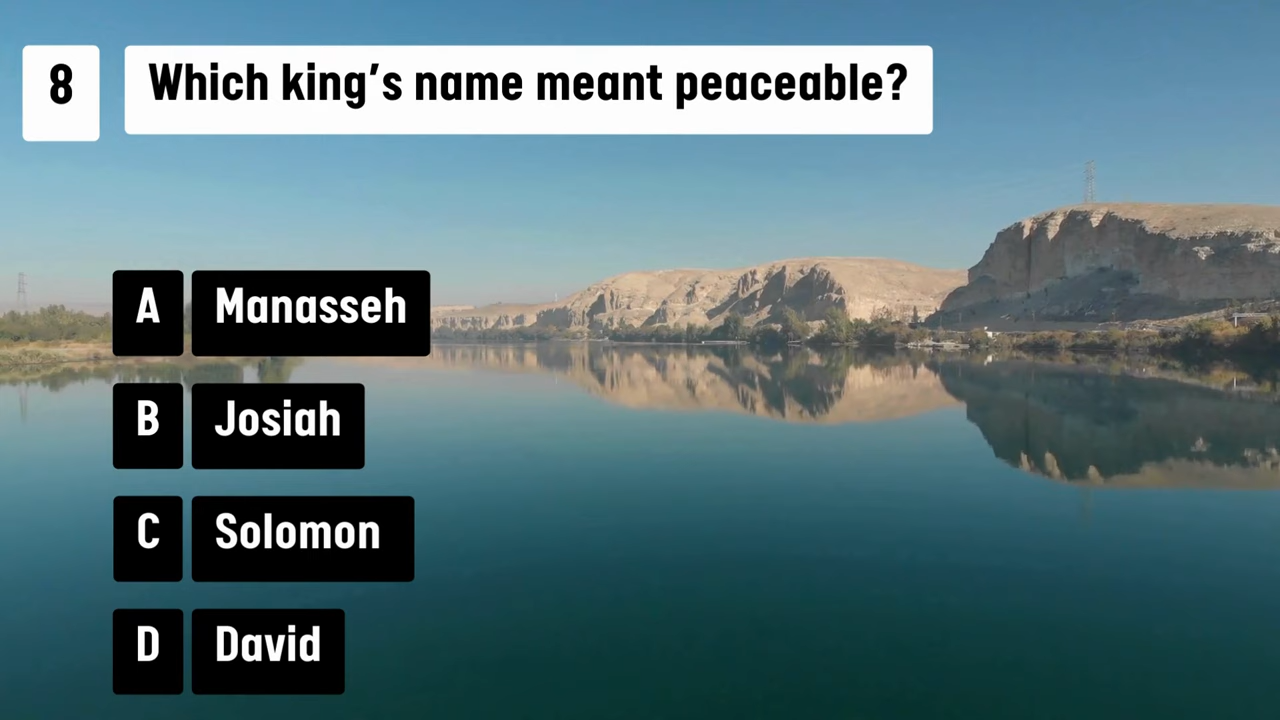 8 Which king's name meant peaceable?
A Manasseh
B Josiah
C Solomon
D David